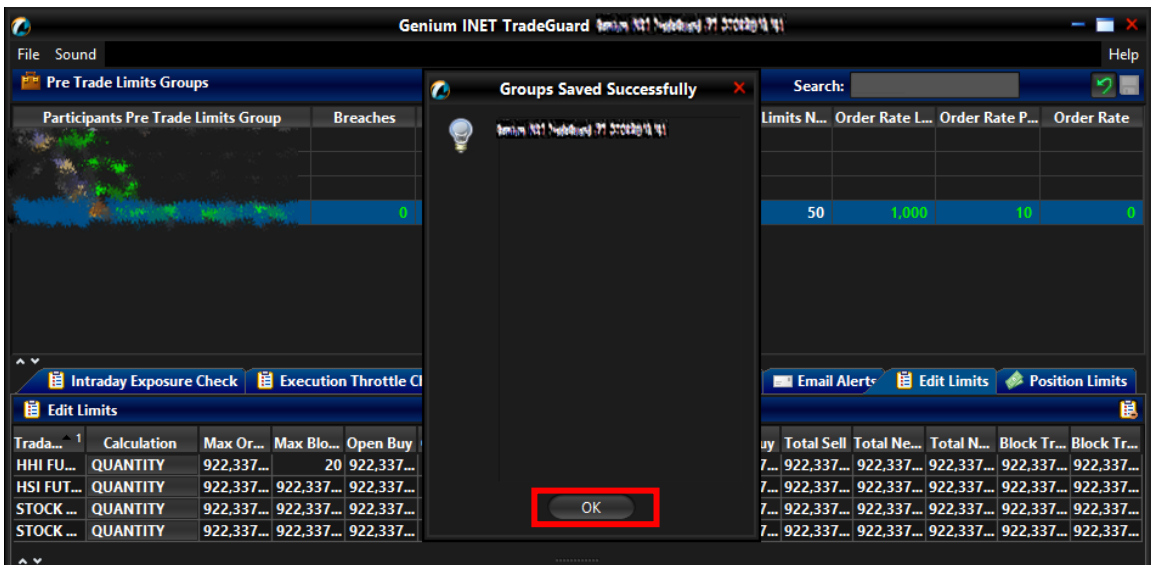 Genium INET TradeGuard
File Sound Help
Pre Trade Limits Groups
Groups Saved Successfully
Search:
Participants Pre Trade Limits Group Breaches Limits N... Order Rate L... Order Rate P... Order Rate
0 50 1,000 10 0
Intraday Exposure Check Execution Throttle Email Alerts Edit Limits Position Limits
Edit Limits
Trada... 1 Calculation Max Or... Max Blo... Open Buy Total Sell Total Ne... Total N... Block Tr... Block Tr...
HHI FU... QUANTITY 922,337... 20 922,337... 7... 922,337... 922,337... 922,337... 922,337... 922,337...
HSI FUT... QUANTITY 922,337... 922,337... 922,337... 7... 922,337... 922,337... 922,337... 922,337... 922,337...
STOCK ... QUANTITY 922,337... 922,337... 922,337... 7... 922,337... 922,337... 922,337... 922,337... 922,337...
STOCK ... QUANTITY 922,337... 922,337... 922,337... 7... 922,337... 922,337... 922,337... 922,337... 922,337...
OK